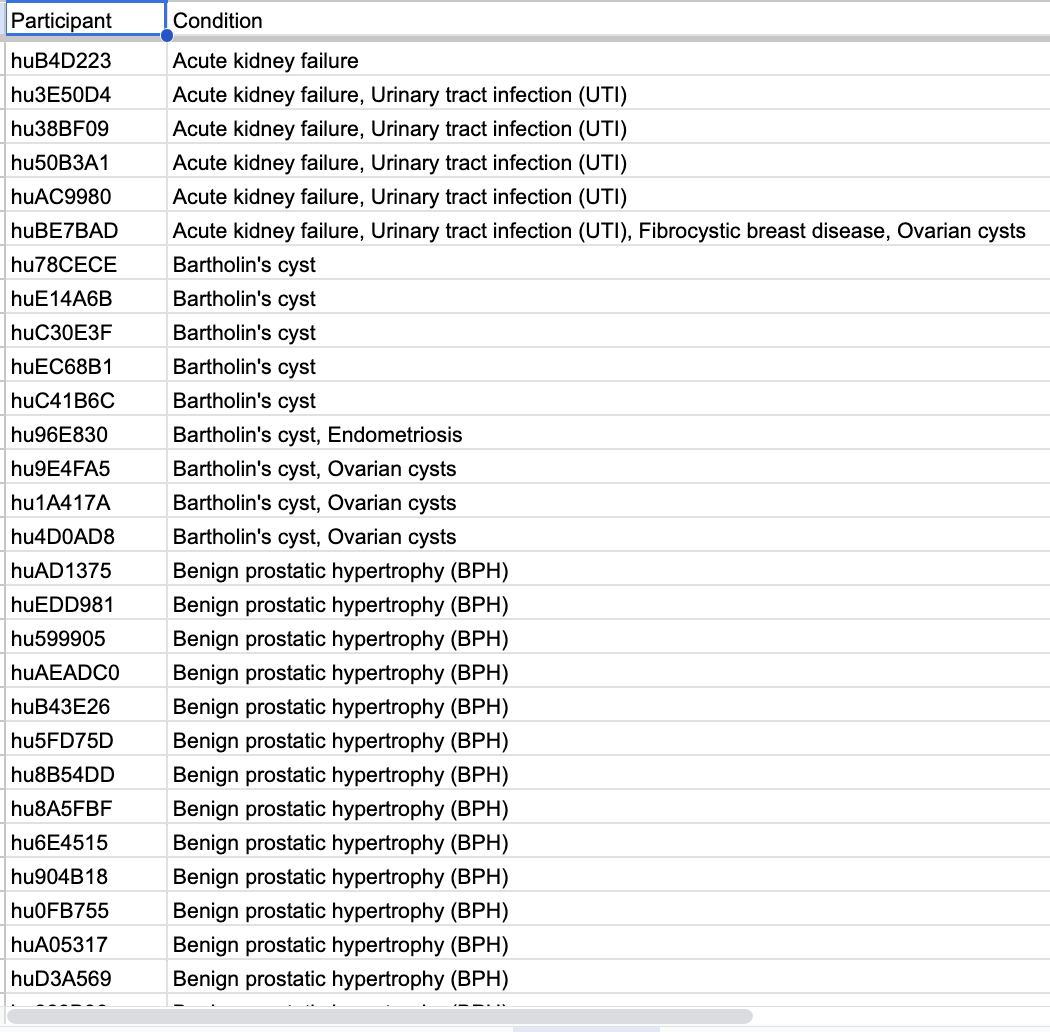 Participant Condition
huB4D223 Acute kidney failure
hu3E50D4 Acute kidney failure, Urinary tract infection (UTI)
hu38BF09 Acute kidney failure, Urinary tract infection (UTI)
hu50B3A1 Acute kidney failure, Urinary tract infection (UTI)
huAC9980 Acute kidney failure, Urinary tract infection (UTI)
huBE7BAD Acute kidney failure, Urinary tract infection (UTI), Fibrocystic breast disease, Ovarian cysts
hu78CECE Bartholin's cyst
huE14A6B Bartholin's cyst
huC30E3F Bartholin's cyst
huEC68B1 Bartholin's cyst
huC41B6C Bartholin's cyst
hu96E830 Bartholin's cyst, Endometriosis
hu9E4FA5 Bartholin's cyst, Ovarian cysts
hu1A417A Bartholin's cyst, Ovarian cysts
hu4D0AD8 Bartholin's cyst, Ovarian cysts
huAD1375 Benign prostatic hypertrophy (BPH)
huEDD981 Benign prostatic hypertrophy (BPH)
hu599905 Benign prostatic hypertrophy (BPH)
huAEADC0 Benign prostatic hypertrophy (BPH)
huB43E26 Benign prostatic hypertrophy (BPH)
hu5FD75D Benign prostatic hypertrophy (BPH)
hu8B54DD Benign prostatic hypertrophy (BPH)
hu8A5FBF Benign prostatic hypertrophy (BPH)
hu6E4515 Benign prostatic hypertrophy (BPH)
hu904B18 Benign prostatic hypertrophy (BPH)
hu0FB755 Benign prostatic hypertrophy (BPH)
huA05317 Benign prostatic hypertrophy (BPH)
huD3A569 Benign prostatic hypertrophy (BPH)